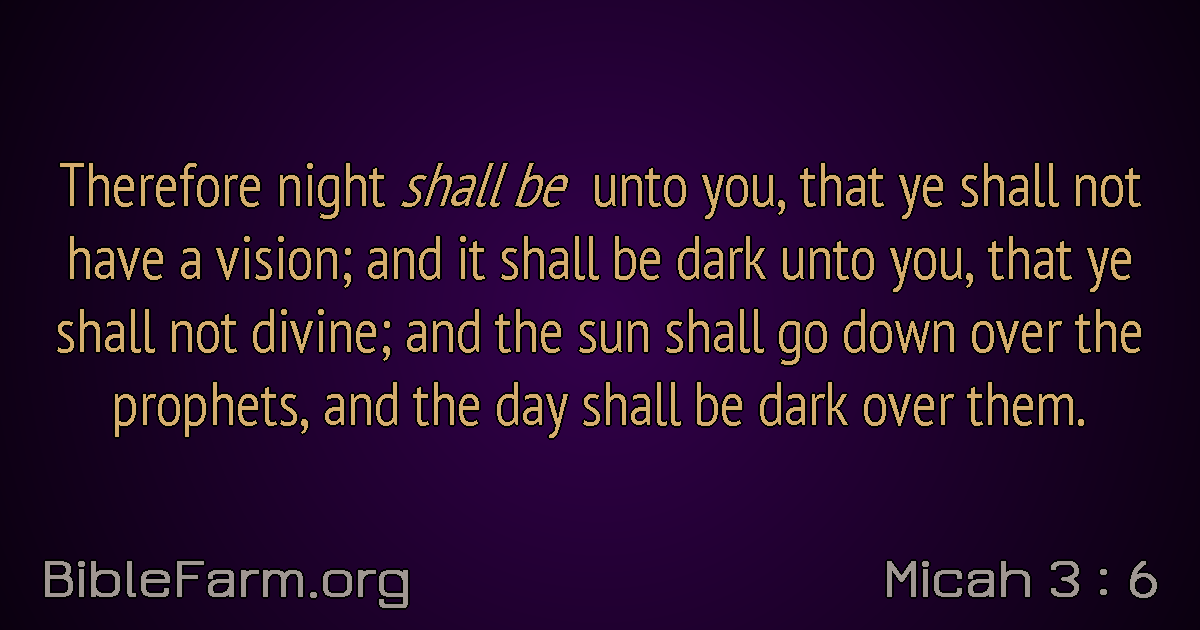 Therefore night shall be unto you, that ye shall not
have a vision; and it shall be dark unto you, that ye
shall not divine; and the sun shall go down over the
prophets, and the day shall be dark over them.
BibleFarm.org
Micah 3 : 6